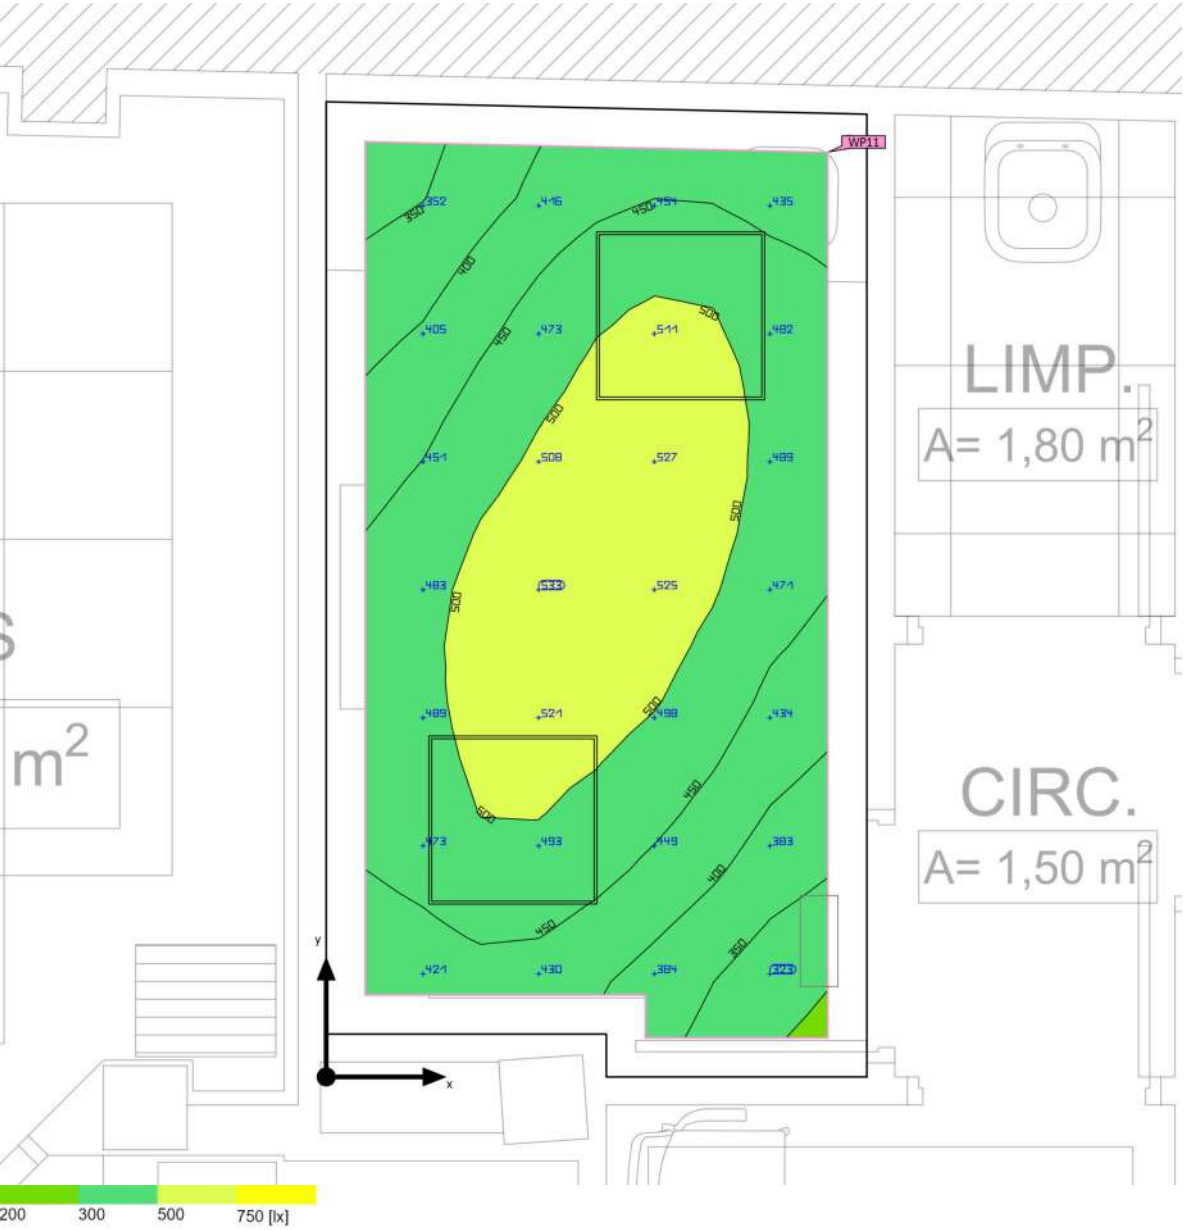 WP11
352 416 454 435
350
450
400
405 473 511 482
500
450
LIMP.
A= 1,80 m²
500
451 508 527 489
500
483 533 525 471
500
S
489 521 498 434
500
m²
450
CIRC.
500
473 493 449 383
A= 1,50 m²
400
450
350
y
421 430 384 323
x
200 300 500 750 [lx]